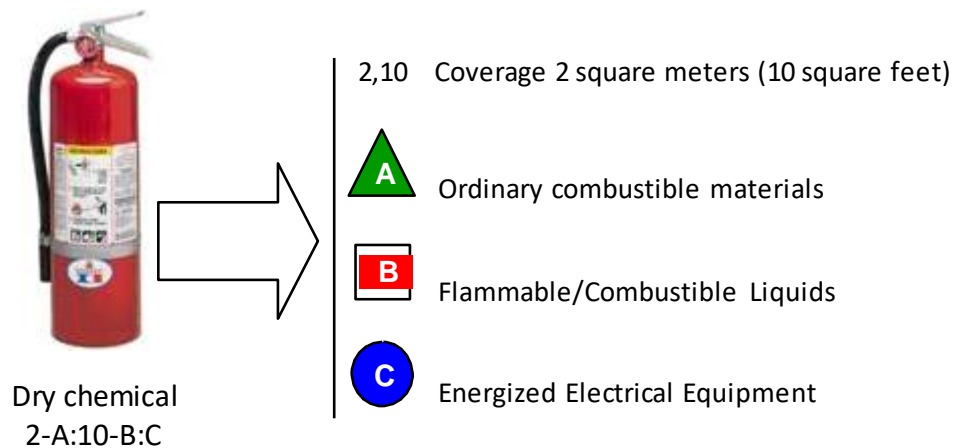 2,10 Coverage 2 square meters (10 square feet)
A
Ordinary combustible materials
B
Flammable/Combustible Liquids
C
Energized Electrical Equipment
Dry chemical
2-A:10-B:C